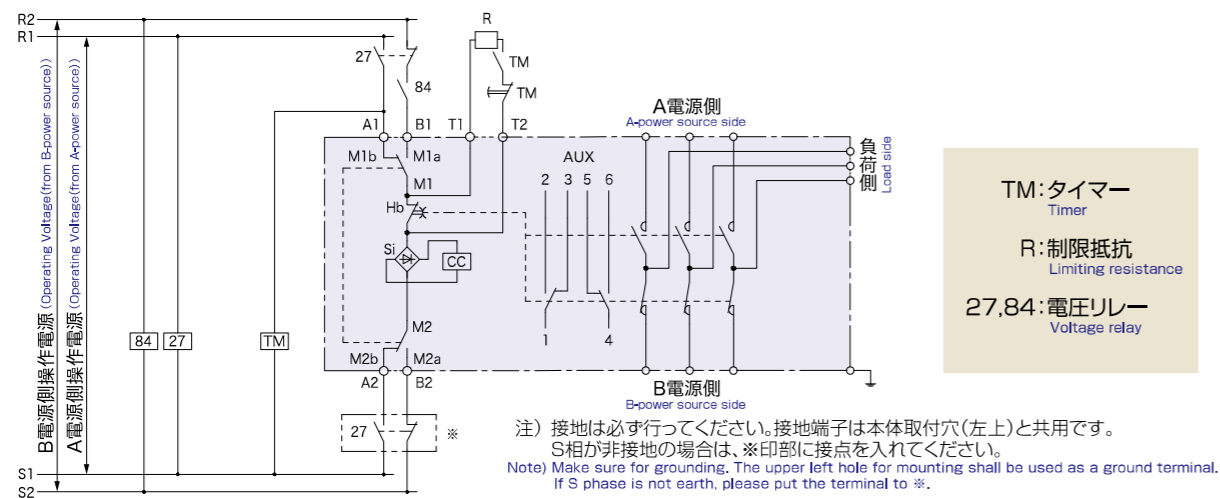 R2
R1
R
27
TM
84
TM
A1 B1 T1 T2
A電源側
A-power source side
M1b M1a
M1
Hb
Si
CC
AUX
2 3 5 6
1 4
負荷側
Load side
M2
M2b M2a
A2 B2
B電源側
B-power source side
27
※
84 27 TM
B電源側操作電源 (Operating Voltage(from B-power source))
A電源側操作電源 (Operating Voltage(from A-power source))
S1
S2
TM:タイマー
Timer
R:制限抵抗
Limiting resistance
27,84:電圧リレー
Voltage relay
注) 接地は必ず行ってください。接地端子は本体取付穴(左上)と共用です。
S相が非接地の場合は、※印部に接点を入れてください。
Note) Make sure for grounding. The upper left hole for mounting shall be used as a ground terminal.
If S phase is not earth, please put the terminal to ※.